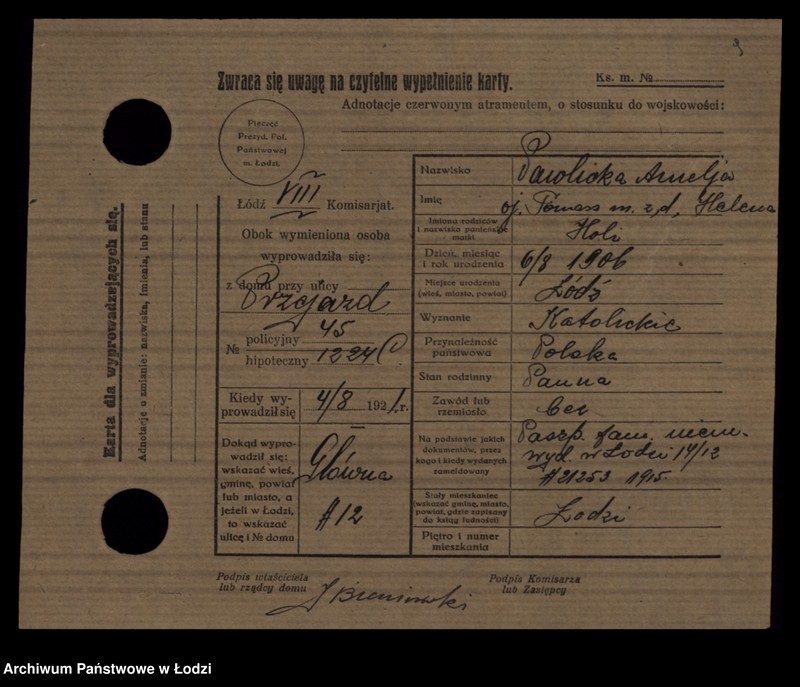 Zwraca się uwagę na czytelne wypełnienie karty.
Ks. m. №
Adnotacje czerwonym atramentem, o stosunku do wojskowości:
Pieczęć
Prezyd. Pol.
Państwowej
m. Łodzi.
Łódź VIII Komisarjat.
Obok wymieniona osoba
wyprowadziła się:
z domu przy ulicy
Przejazd
№ policyjny 45
hipoteczny 1224
Kiedy wyprowadził się 4/8 1921 r.
Dokąd wyprowadził się:
wskazać wieś,
gminę, powiat
lub miasto, a
jeżeli w Łodzi,
to wskazać
ulicę i № domu
Główna
#12
Nazwisko Pawlicka Amelja
Imię oj. Tomasz m. z d. Helena
Imiona rodziców
i nazwisko panieńskie
matki
Dzień, miesiąc
i rok urodzenia 6/8 1906
Miejsce urodzenia
(wieś, miasto, powiat) Łódź
Wyznanie Katolickie
Przynależność
państwowa Polska
Stan rodzinny Panna
Zawód lub
rzemiosło bez
Na podstawie jakich
dokumentów, przez
kogo i kiedy wydanych
zameldowany
Paszp. fam. niem.
wyd. w Łodzi 14/12
#21253 1915.
Stały mieszkaniec
(wskazać gminę, miasto,
powiat, gdzie zapisany
do ksiąg ludności) Łodzi
Piętro i numer
mieszkania
Podpis właściciela
lub rządcy domu
Podpis Komisarza
lub Zastępcy
Karta dla wyprowadzających się.
Adnotacje o zmianie: nazwiska, imienia, lub stanu
Archiwum Państwowe w Łodzi